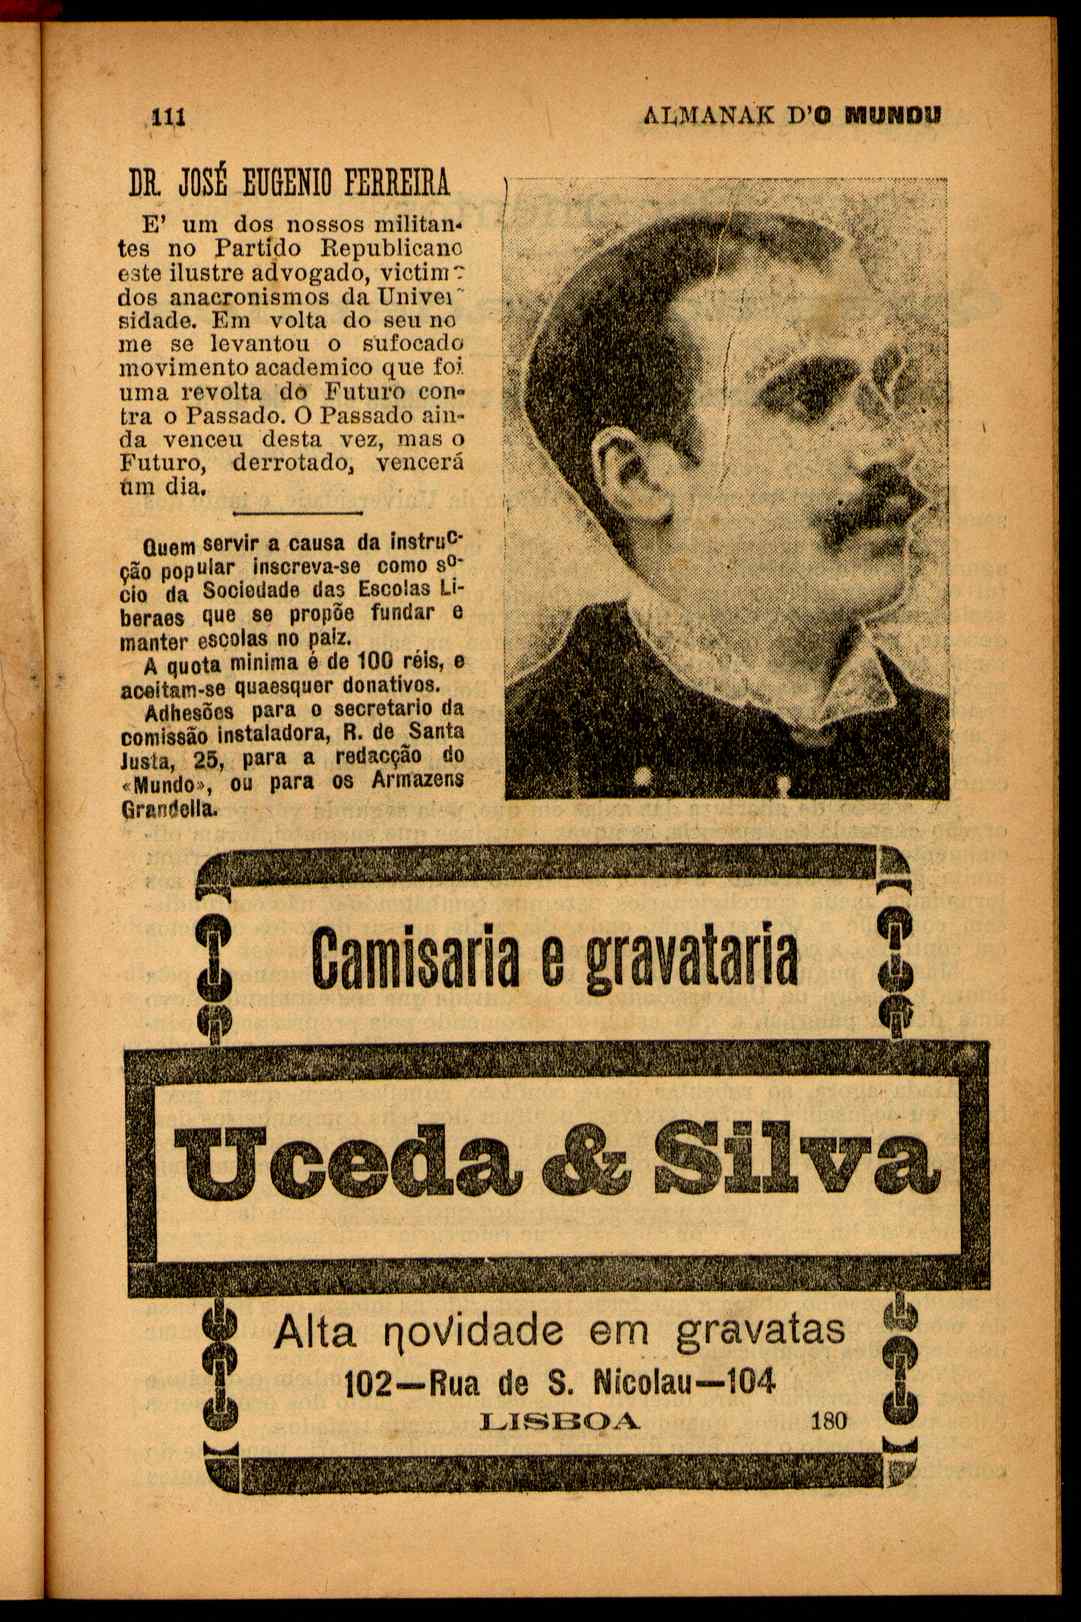 111
ALMANAK D'O MUNDO
DR. JOSÉ EUGENIO FERREIRA
E' um dos nossos militan-
tes no Partido Republicano
este ilustre advogado, victima
dos anacronismos da Univer-
sidade. Em volta do seu no
me se levantou o sufocado
movimento academico que foi
uma revolta do Futuro con-
tra o Passado. O Passado ain-
da venceu desta vez, mas o
Futuro, derrotado, vencerá
um dia.
Quem servir a causa da instruc-
ção popular inscreva-se como so-
cio da Sociedade das Escolas Li-
beraes que se propõe fundar e
manter escolas no paiz.
A quota minima é de 100 réis, e
aceitam-se quaesquer donativos.
Adhesões para o secretario da
comissão instaladora, R. de Santa
Justa, 25, para a redacção do
«Mundo», ou para os Armazens
Grandella.
Camisaria e gravataria
Uceda & Silva
Alta novidade em gravatas
102—Rua de S. Nicolau—104
LISBOA 180